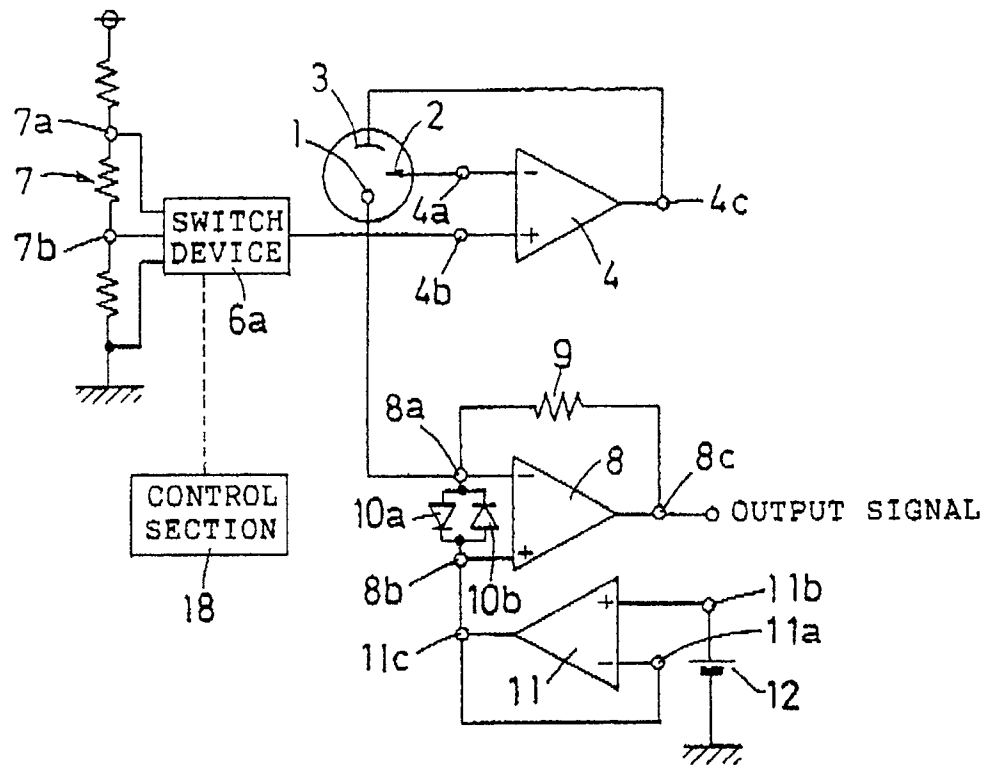 3
2
1
7a
7
7b
SWITCH
DEVICE
6a
4a
4b
4
4c
CONTROL
SECTION
18
9
8a
8
8c
OUTPUT SIGNAL
10a
10b
8b
11c
11
11b
11a
12
-
+
-
+
+
-